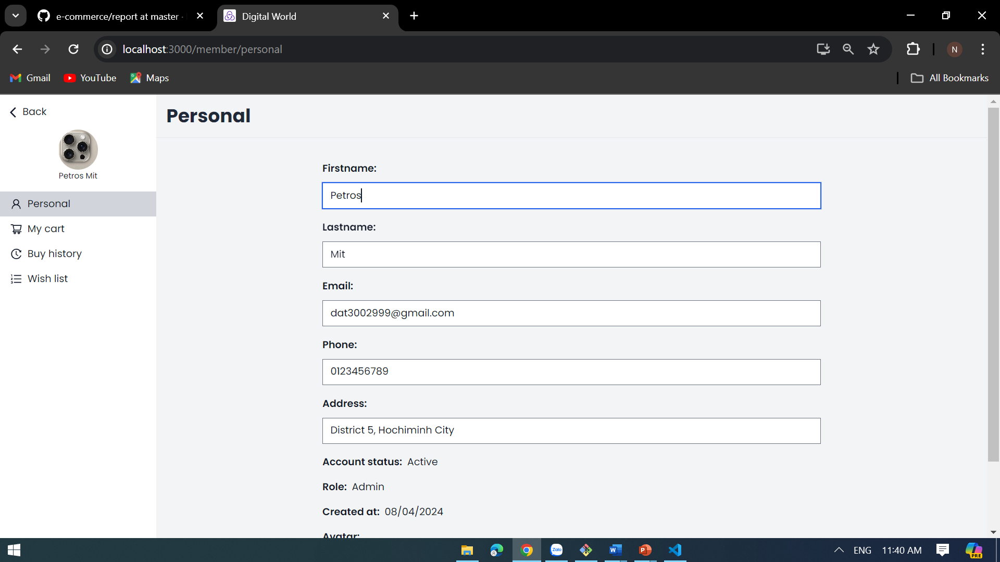 e-commerce/report at master ·
Digital World
localhost:3000/member/personal
N
Gmail
YouTube
Maps
All Bookmarks
Back
Petros Mit
Personal
My cart
Buy history
Wish list
Personal
Firstname:
Petros
Lastname:
Mit
Email:
dat3002999@gmail.com
Phone:
0123456789
Address:
District 5, Hochiminh City
Account status: Active
Role: Admin
Created at: 08/04/2024
Avatar:
Zalo
ENG
11:40 AM
PRE